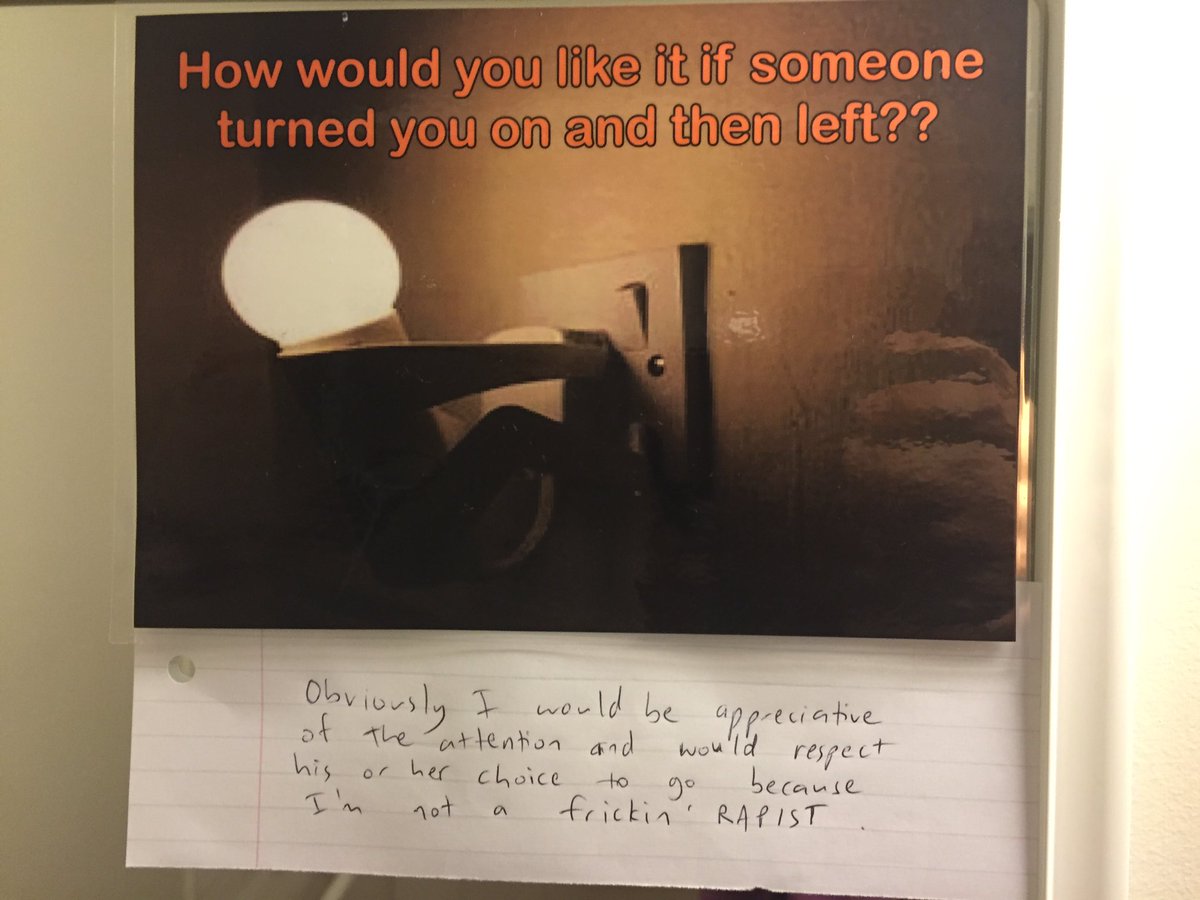 How would you like it if someone
turned you on and then left??
Obviously I would be appreciative
of the attention and would respect
his or her choice to go because
I'm not a frickin' RAPIST.